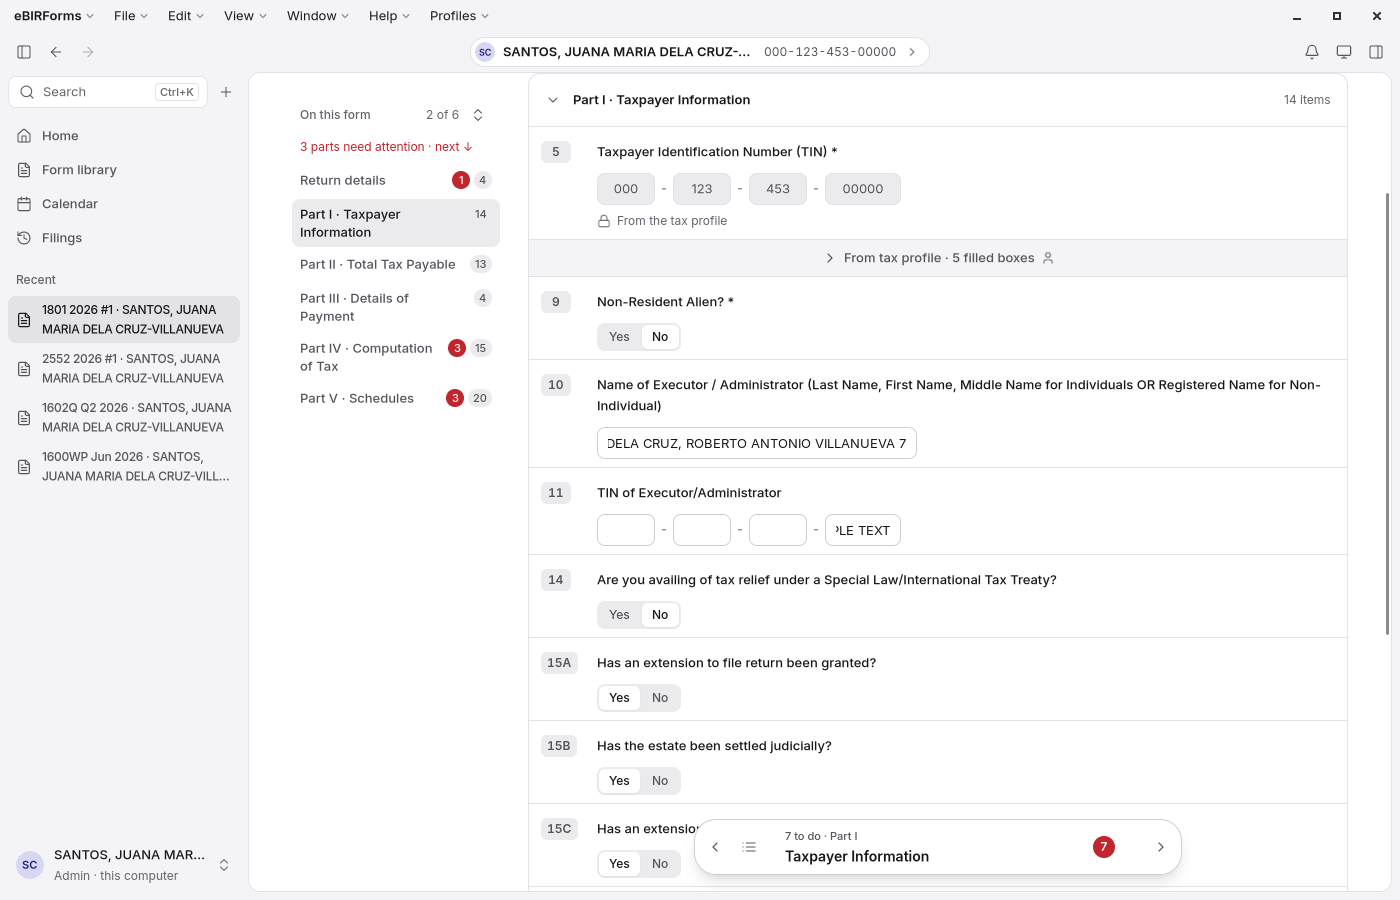 eBIRForms File Edit View Window Help Profiles
SC SANTOS, JUANA MARIA DELA CRUZ-... 000-123-453-00000
Search Ctrl+K
Home
Form library
Calendar
Filings
Recent
1801 2026 #1 · SANTOS, JUANA
MARIA DELA CRUZ-VILLANUEVA
2552 2026 #1 · SANTOS, JUANA
MARIA DELA CRUZ-VILLANUEVA
1602Q Q2 2026 · SANTOS, JUANA
MARIA DELA CRUZ-VILLANUEVA
1600WP Jun 2026 · SANTOS,
JUANA MARIA DELA CRUZ-VILL...
SC SANTOS, JUANA MAR...
Admin · this computer
On this form 2 of 6
3 parts need attention · next ↓
Return details 1 4
Part I · Taxpayer
Information 14
Part II · Total Tax Payable 13
Part III · Details of
Payment 4
Part IV · Computation
of Tax 3 15
Part V · Schedules 3 20
Part I · Taxpayer Information 14 items
5 Taxpayer Identification Number (TIN) *
000 - 123 - 453 - 00000
From the tax profile
From tax profile · 5 filled boxes
9 Non-Resident Alien? *
Yes No
10 Name of Executor / Administrator (Last Name, First Name, Middle Name for Individuals OR Registered Name for Non-
Individual)
DELA CRUZ, ROBERTO ANTONIO VILLANUEVA 7
11 TIN of Executor/Administrator
- - - LE TEXT
14 Are you availing of tax relief under a Special Law/International Tax Treaty?
Yes No
15A Has an extension to file return been granted?
Yes No
15B Has the estate been settled judicially?
Yes No
15C Has an extension
Yes No
7 to do · Part I
Taxpayer Information 7